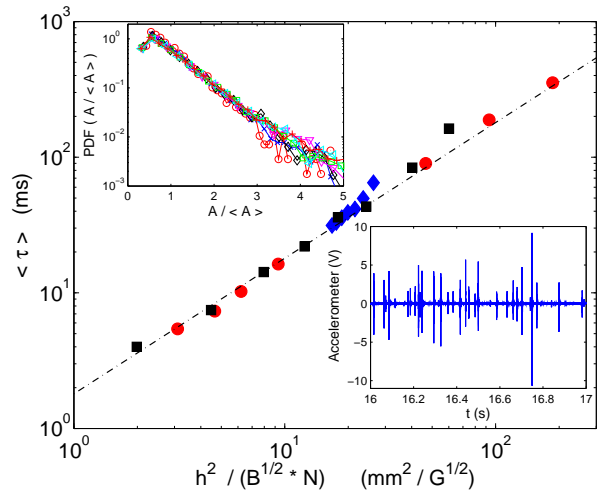 10^3
10^2
10^1
10^0
< τ > (ms)
10^0
10^1
10^2
h^2 / (B^{1/2} * N) (mm^2 / G^{1/2})
10^0
10^{-1}
10^{-2}
10^{-3}
PDF ( A / < A > )
0 1 2 3 4 5
A / < A >
10
5
0
−5
−10
Accelerometer (V)
16 16.2 16.4 16.6 16.8 17
t (s)